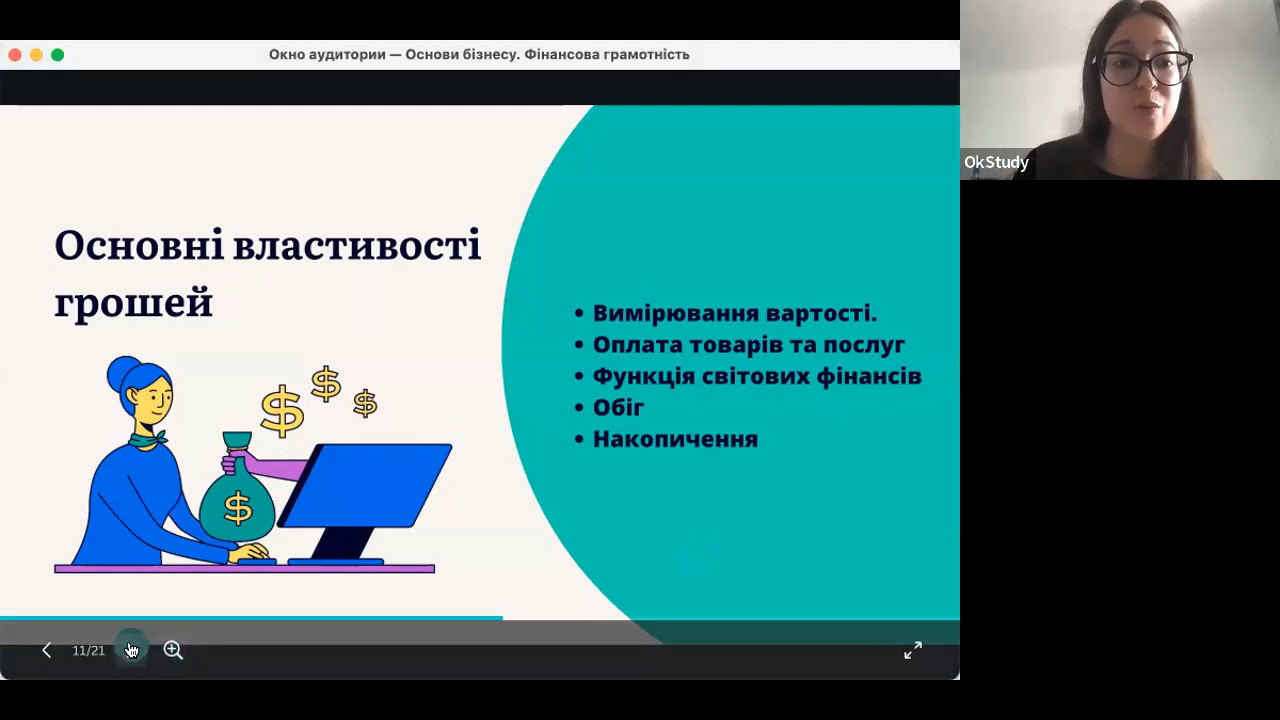 Окно аудитории — Основи бізнесу. Фінансова грамотність
OkStudy
Основні властивості
грошей
• Вимірювання вартості.
• Оплата товарів та послуг
• Функція світових фінансів
• Обіг
• Накопичення
$ $ $
$
11/21